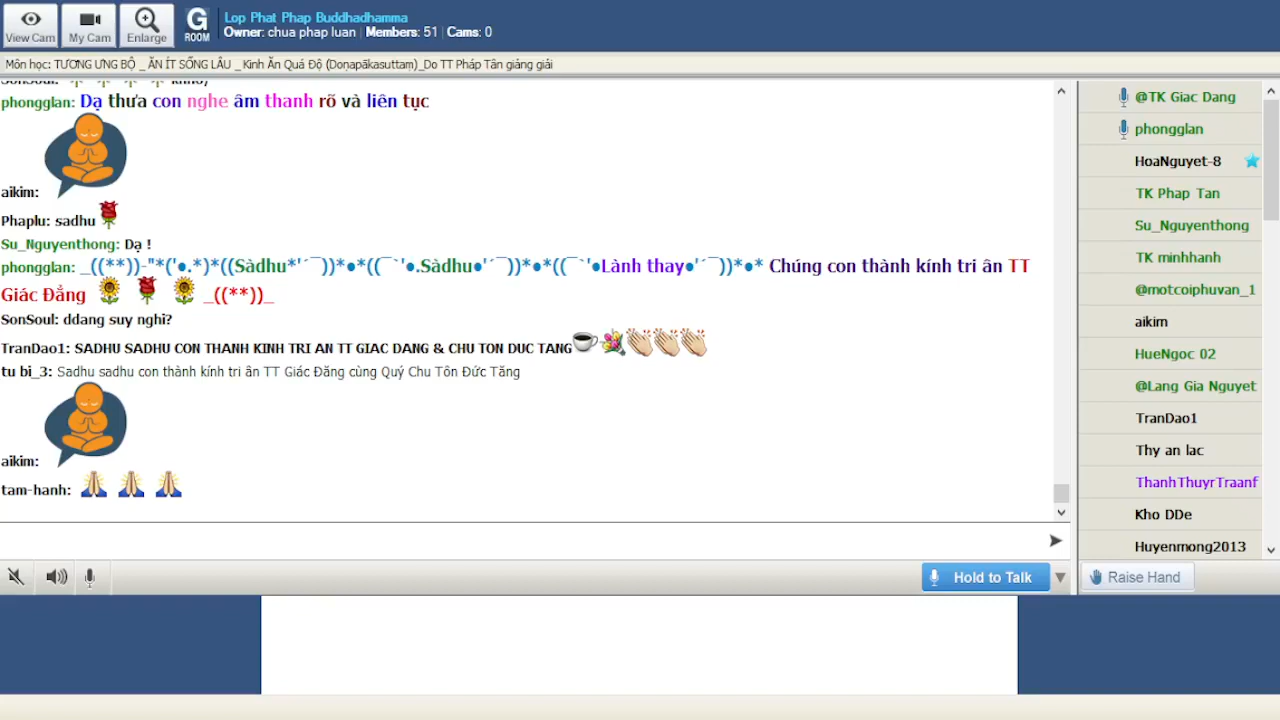 View Cam
My Cam
Enlarge
G
ROOM
Lop Phat Phap Buddhadhamma
Owner: chua phap luan | Members: 51 | Cams: 0
Môn học: TƯƠNG ƯNG BỘ _ ĂN ÍT SỐNG LÂU _ Kinh Ăn Quá Độ (Doṇapākasuttaṃ)_Do TT Pháp Tân giảng giải
phongglan: Dạ thưa con nghe âm thanh rõ và liên tục
aikim:
Phaplu: sadhu
Su_Nguyenthong: Dạ !
phongglan: _((**))-"*('●.*)*((Sàdhu*'´¯))*●*((¯`'●.Sàdhu●'´¯))*●*((¯`'●Lành thay●'´¯))*●* Chúng con thành kính tri ân TT
Giác Đẳng _((**))_
SonSoul: ddang suy nghi?
TranDao1: SADHU SADHU CON THANH KINH TRI AN TT GIAC DANG & CHU TON DUC TANG
tu bi_3: Sadhu sadhu con thành kính tri ân TT Giác Đăng cùng Quý Chu Tôn Đức Tăng
aikim:
tam-hanh:
Hold to Talk
@TK Giac Dang
phongglan
HoaNguyet-8
TK Phap Tan
Su_Nguyenthong
TK minhhanh
@motcoiphuvan_1
aikim
HueNgoc 02
@Lang Gia Nguyet
TranDao1
Thy an lac
ThanhThuyrTraanf
Kho DDe
Huyenmong2013
Raise Hand